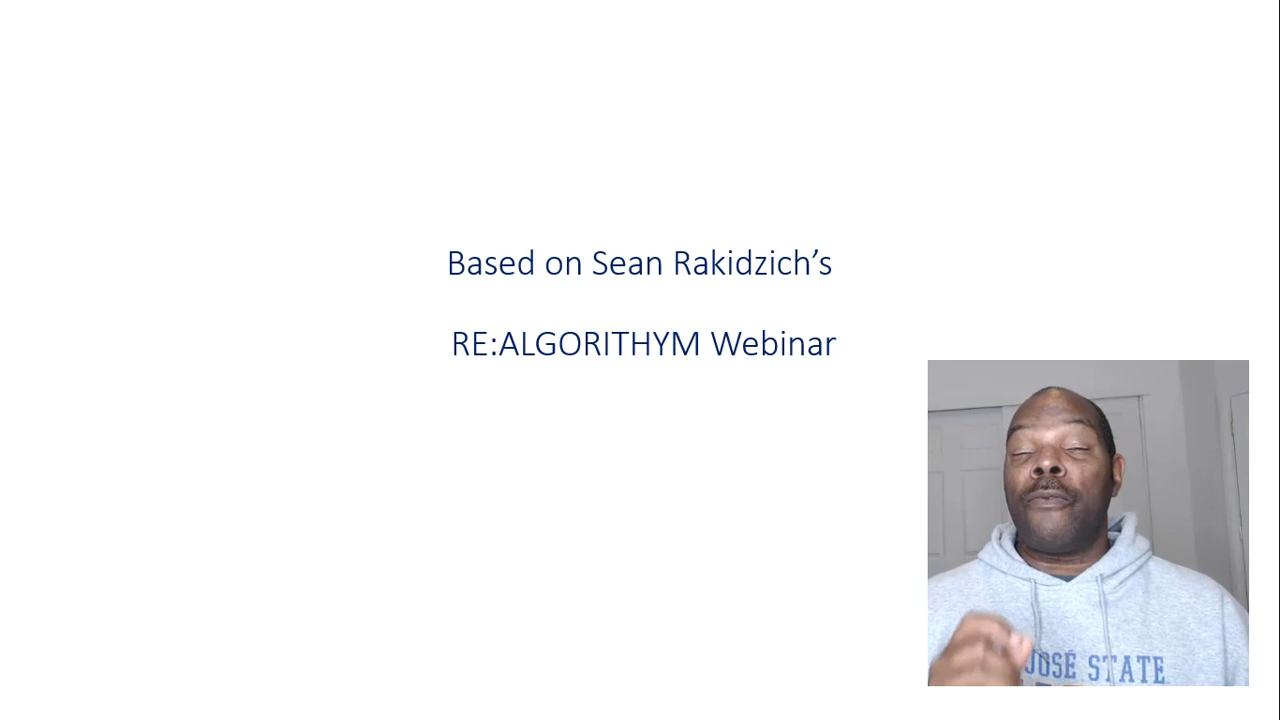 Based on Sean Rakidzich’s
RE:ALGORITHYM Webinar
JOSÉ STATE